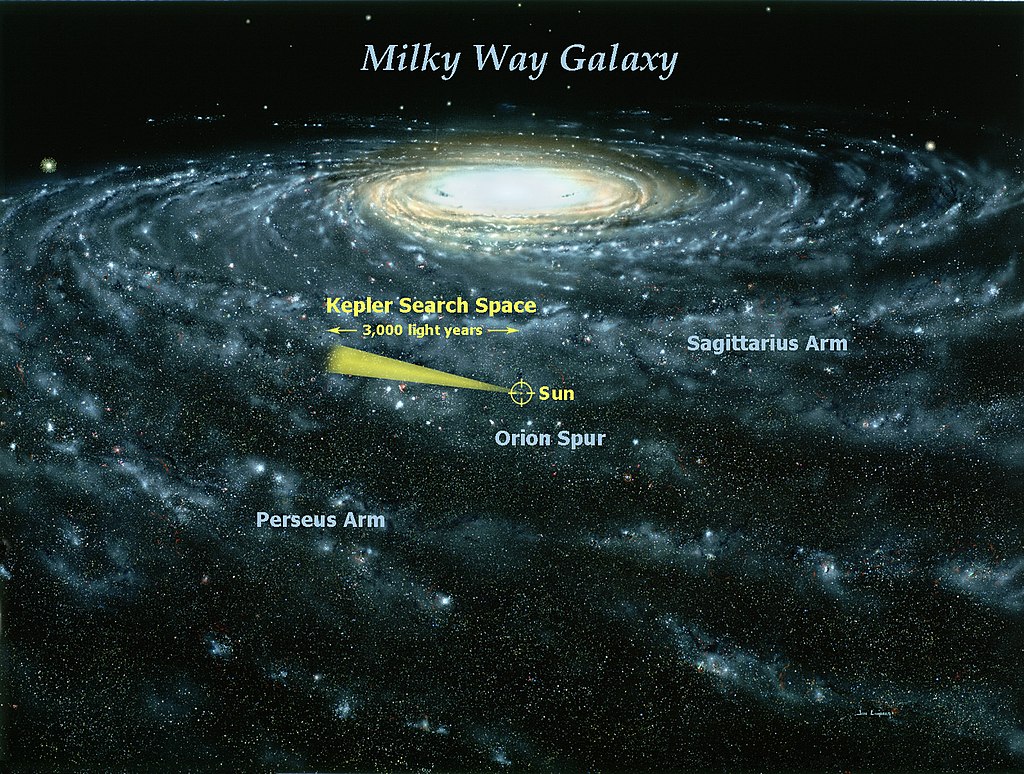 Milky Way Galaxy
Kepler Search Space
3,000 light years
Sagittarius Arm
Sun
Orion Spur
Perseus Arm